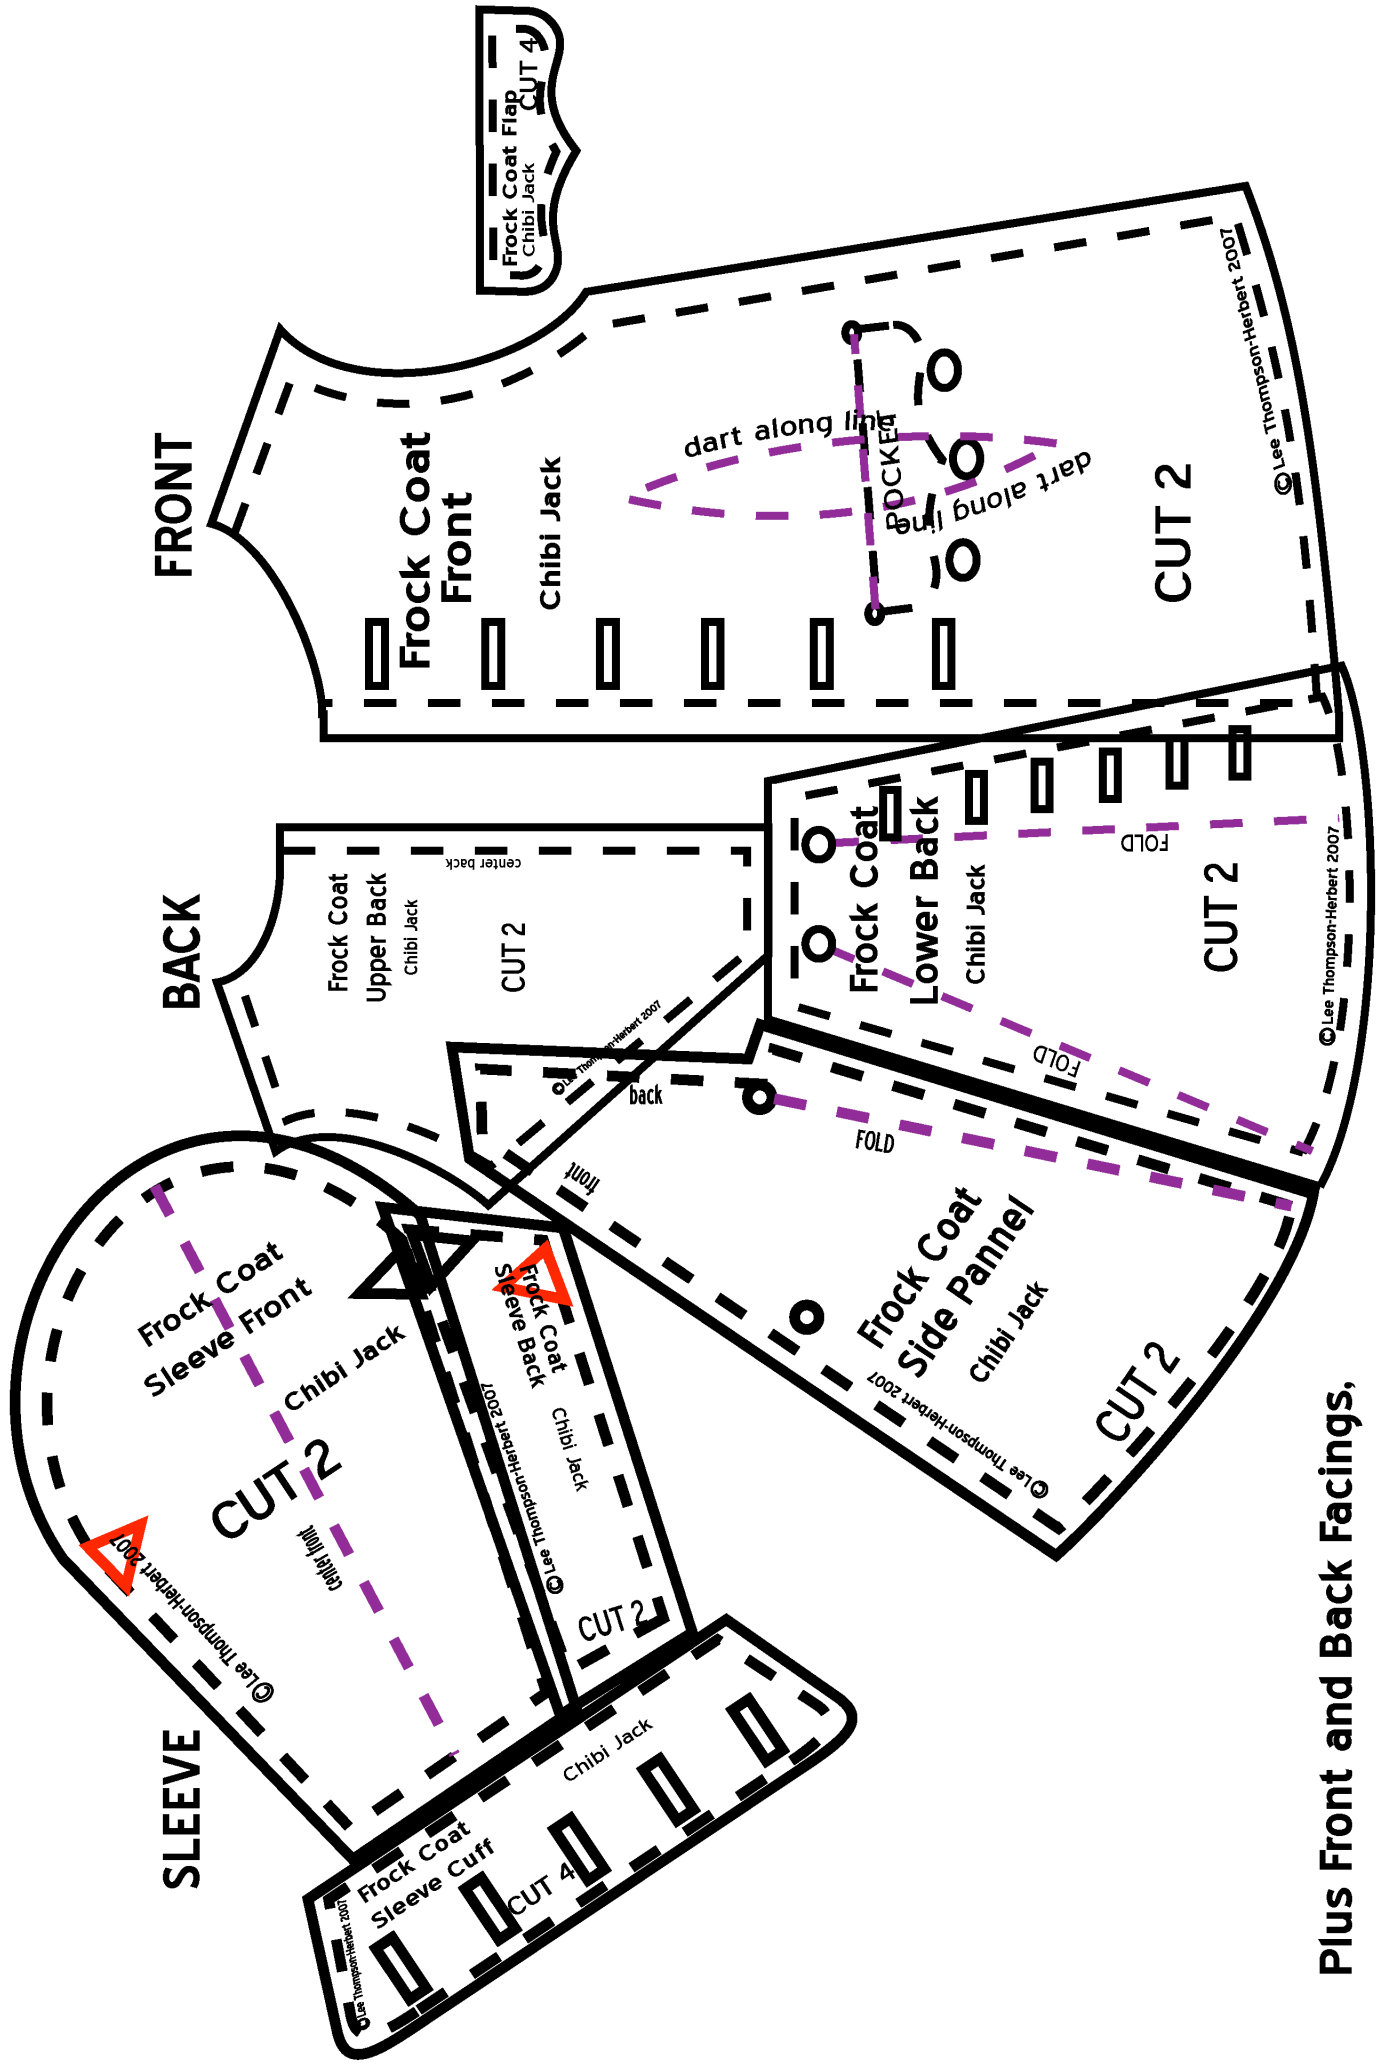 Frock Coat Flap
Chibi Jack
CUT 4
FRONT
Frock Coat
Front
Chibi Jack
dart along line
POCKET
dart along line
CUT 2
©Lee Thompson-Herbert 2007
BACK
Frock Coat
Upper Back
Chibi Jack
center back
CUT 2
©Lee Thompson-Herbert 2007
Frock Coat
Lower Back
Chibi Jack
FOLD
FOLD
CUT 2
©Lee Thompson-Herbert 2007
back
front
FOLD
Frock Coat
Side Pannel
Chibi Jack
©Lee Thompson-Herbert 2007
CUT 2
SLEEVE
Frock Coat
Sleeve Front
Chibi Jack
CUT 2
center front
©Lee Thompson-Herbert 2007
Frock Coat
Sleeve Back
Chibi Jack
©Lee Thompson-Herbert 2007
CUT 2
Frock Coat
Sleeve Cuff
Chibi Jack
CUT 4
©Lee Thompson-Herbert 2007
Plus Front and Back Facings,